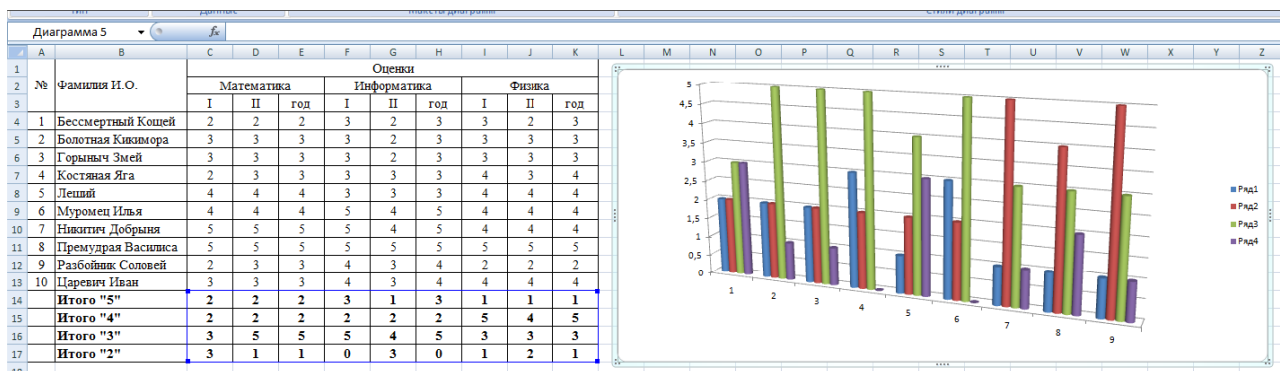 Тип Данные Макеты диаграмм Стили диаграмм
Диаграмма 5 fx
A B C D E F G H I J K L M N O P Q R S T U V W X Y Z
1 Оценки
2 № Фамилия И.О. Математика Информатика Физика
3 I II год I II год I II год
4 1 Бессмертный Кощей 2 2 2 3 2 3 3 2 3
5 2 Болотная Кикимора 3 3 3 3 2 3 3 3 3
6 3 Горыныч Змей 3 3 3 3 2 3 3 3 3
7 4 Костяная Яга 2 3 3 3 3 3 4 3 4
8 5 Леший 4 4 4 3 3 3 4 4 4
9 6 Муромец Илья 4 4 4 5 4 5 4 4 4
10 7 Никитич Добрыня 5 5 5 5 4 5 4 4 4
11 8 Премудрая Василиса 5 5 5 5 5 5 5 5 5
12 9 Разбойник Соловей 2 3 3 4 3 4 2 2 2
13 10 Царевич Иван 3 3 3 4 3 4 4 4 4
14 Итого "5" 2 2 2 3 1 3 1 1 1
15 Итого "4" 2 2 2 2 2 2 5 4 5
16 Итого "3" 3 5 5 5 4 5 3 3 3
17 Итого "2" 3 1 1 0 3 0 1 2 1
5
4,5
4
3,5
3
2,5
2
1,5
1
0,5
0
1 2 3 4 5 6 7 8 9
Ряд1
Ряд2
Ряд3
Ряд4